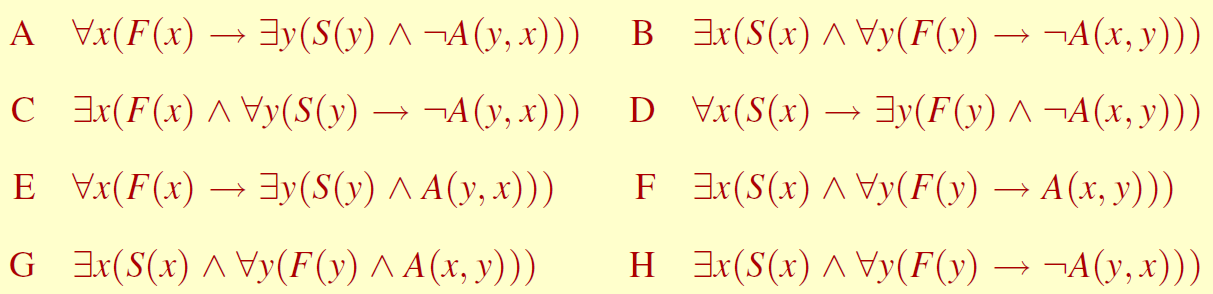 A ∀x(F(x) → ∃y(S(y) ∧ ¬A(y, x))) B ∃x(S(x) ∧ ∀y(F(y) → ¬A(x, y)))
C ∃x(F(x) ∧ ∀y(S(y) → ¬A(y, x))) D ∀x(S(x) → ∃y(F(y) ∧ ¬A(x, y)))
E ∀x(F(x) → ∃y(S(y) ∧ A(y, x))) F ∃x(S(x) ∧ ∀y(F(y) → A(x, y)))
G ∃x(S(x) ∧ ∀y(F(y) ∧ A(x, y))) H ∃x(S(x) ∧ ∀y(F(y) → ¬A(y, x)))